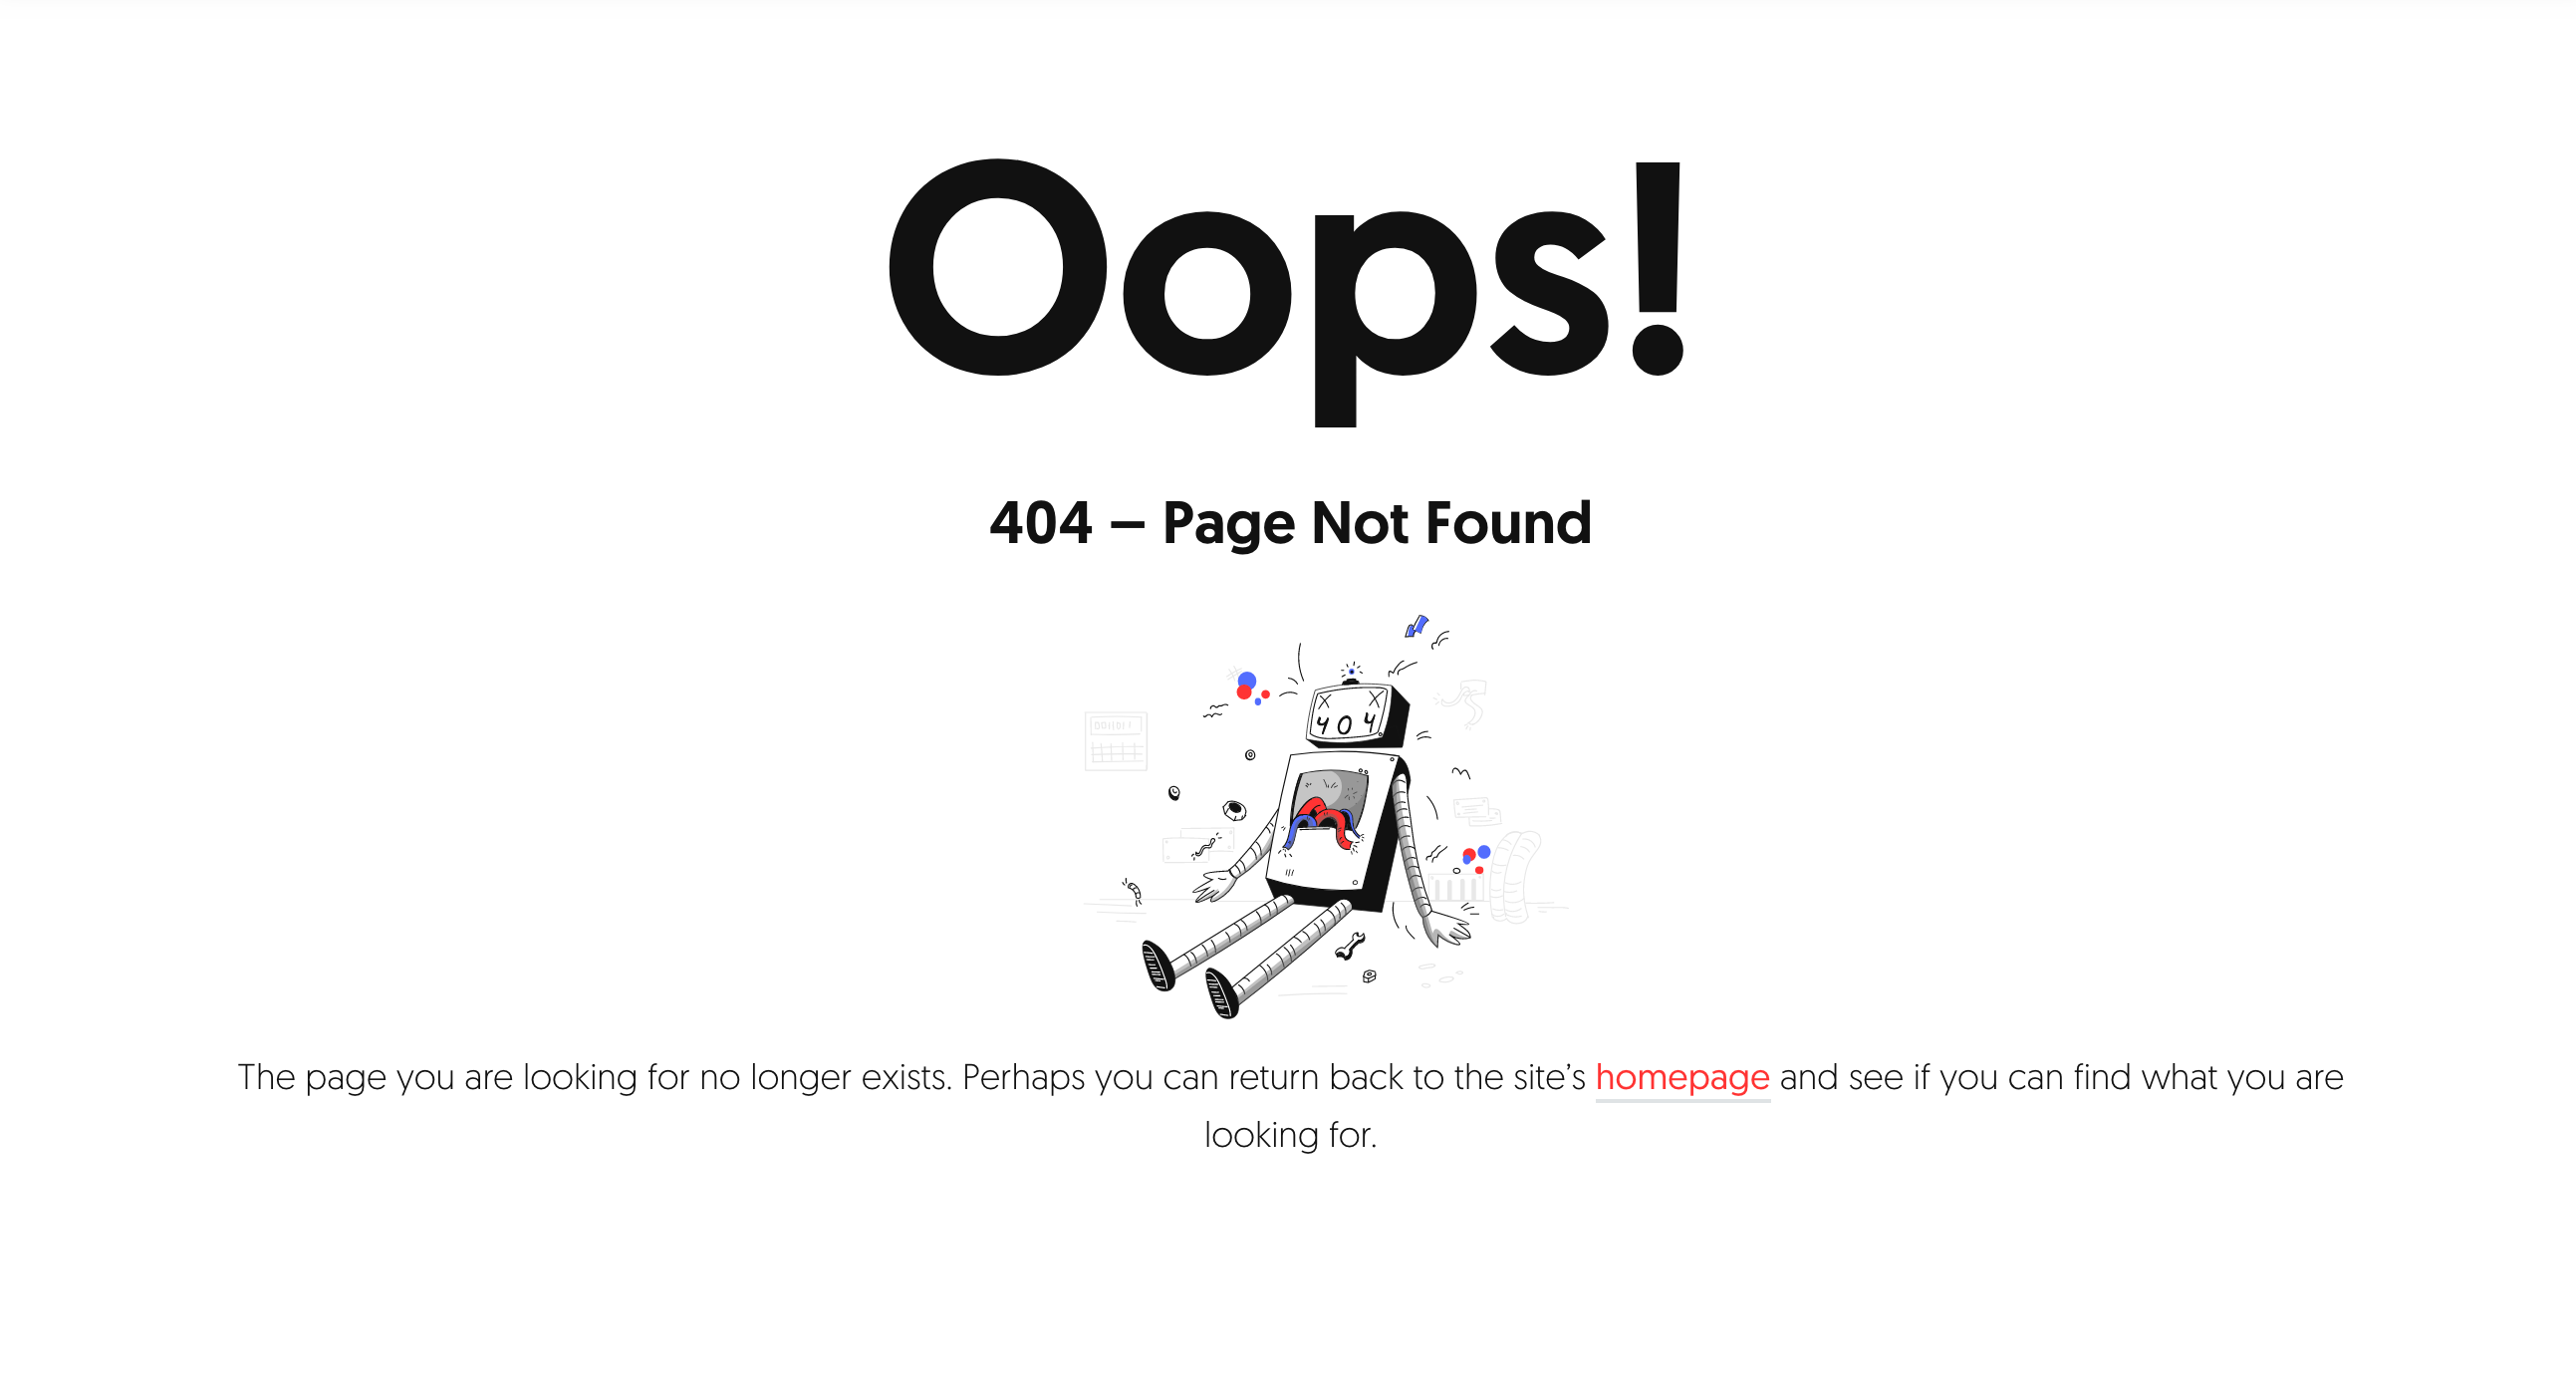 Oops!
404 – Page Not Found
X X
404
The page you are looking for no longer exists. Perhaps you can return back to the site’s homepage and see if you can find what you are
looking for.